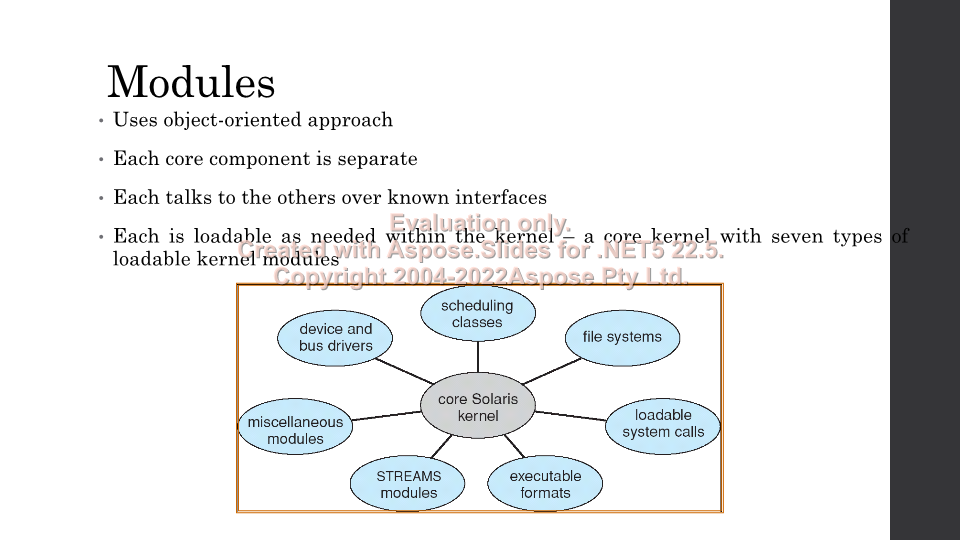 Modules
• Uses object-oriented approach
• Each core component is separate
• Each talks to the others over known interfaces
• Each is loadable as needed within the kernel – a core kernel with seven types of
loadable kernel modules
Evaluation only.
Created with Aspose.Slides for .NET5 22.5.
Copyright 2004-2022Aspose Pty Ltd.
scheduling
classes
device and
bus drivers
file systems
core Solaris
kernel
miscellaneous
modules
loadable
system calls
STREAMS
modules
executable
formats